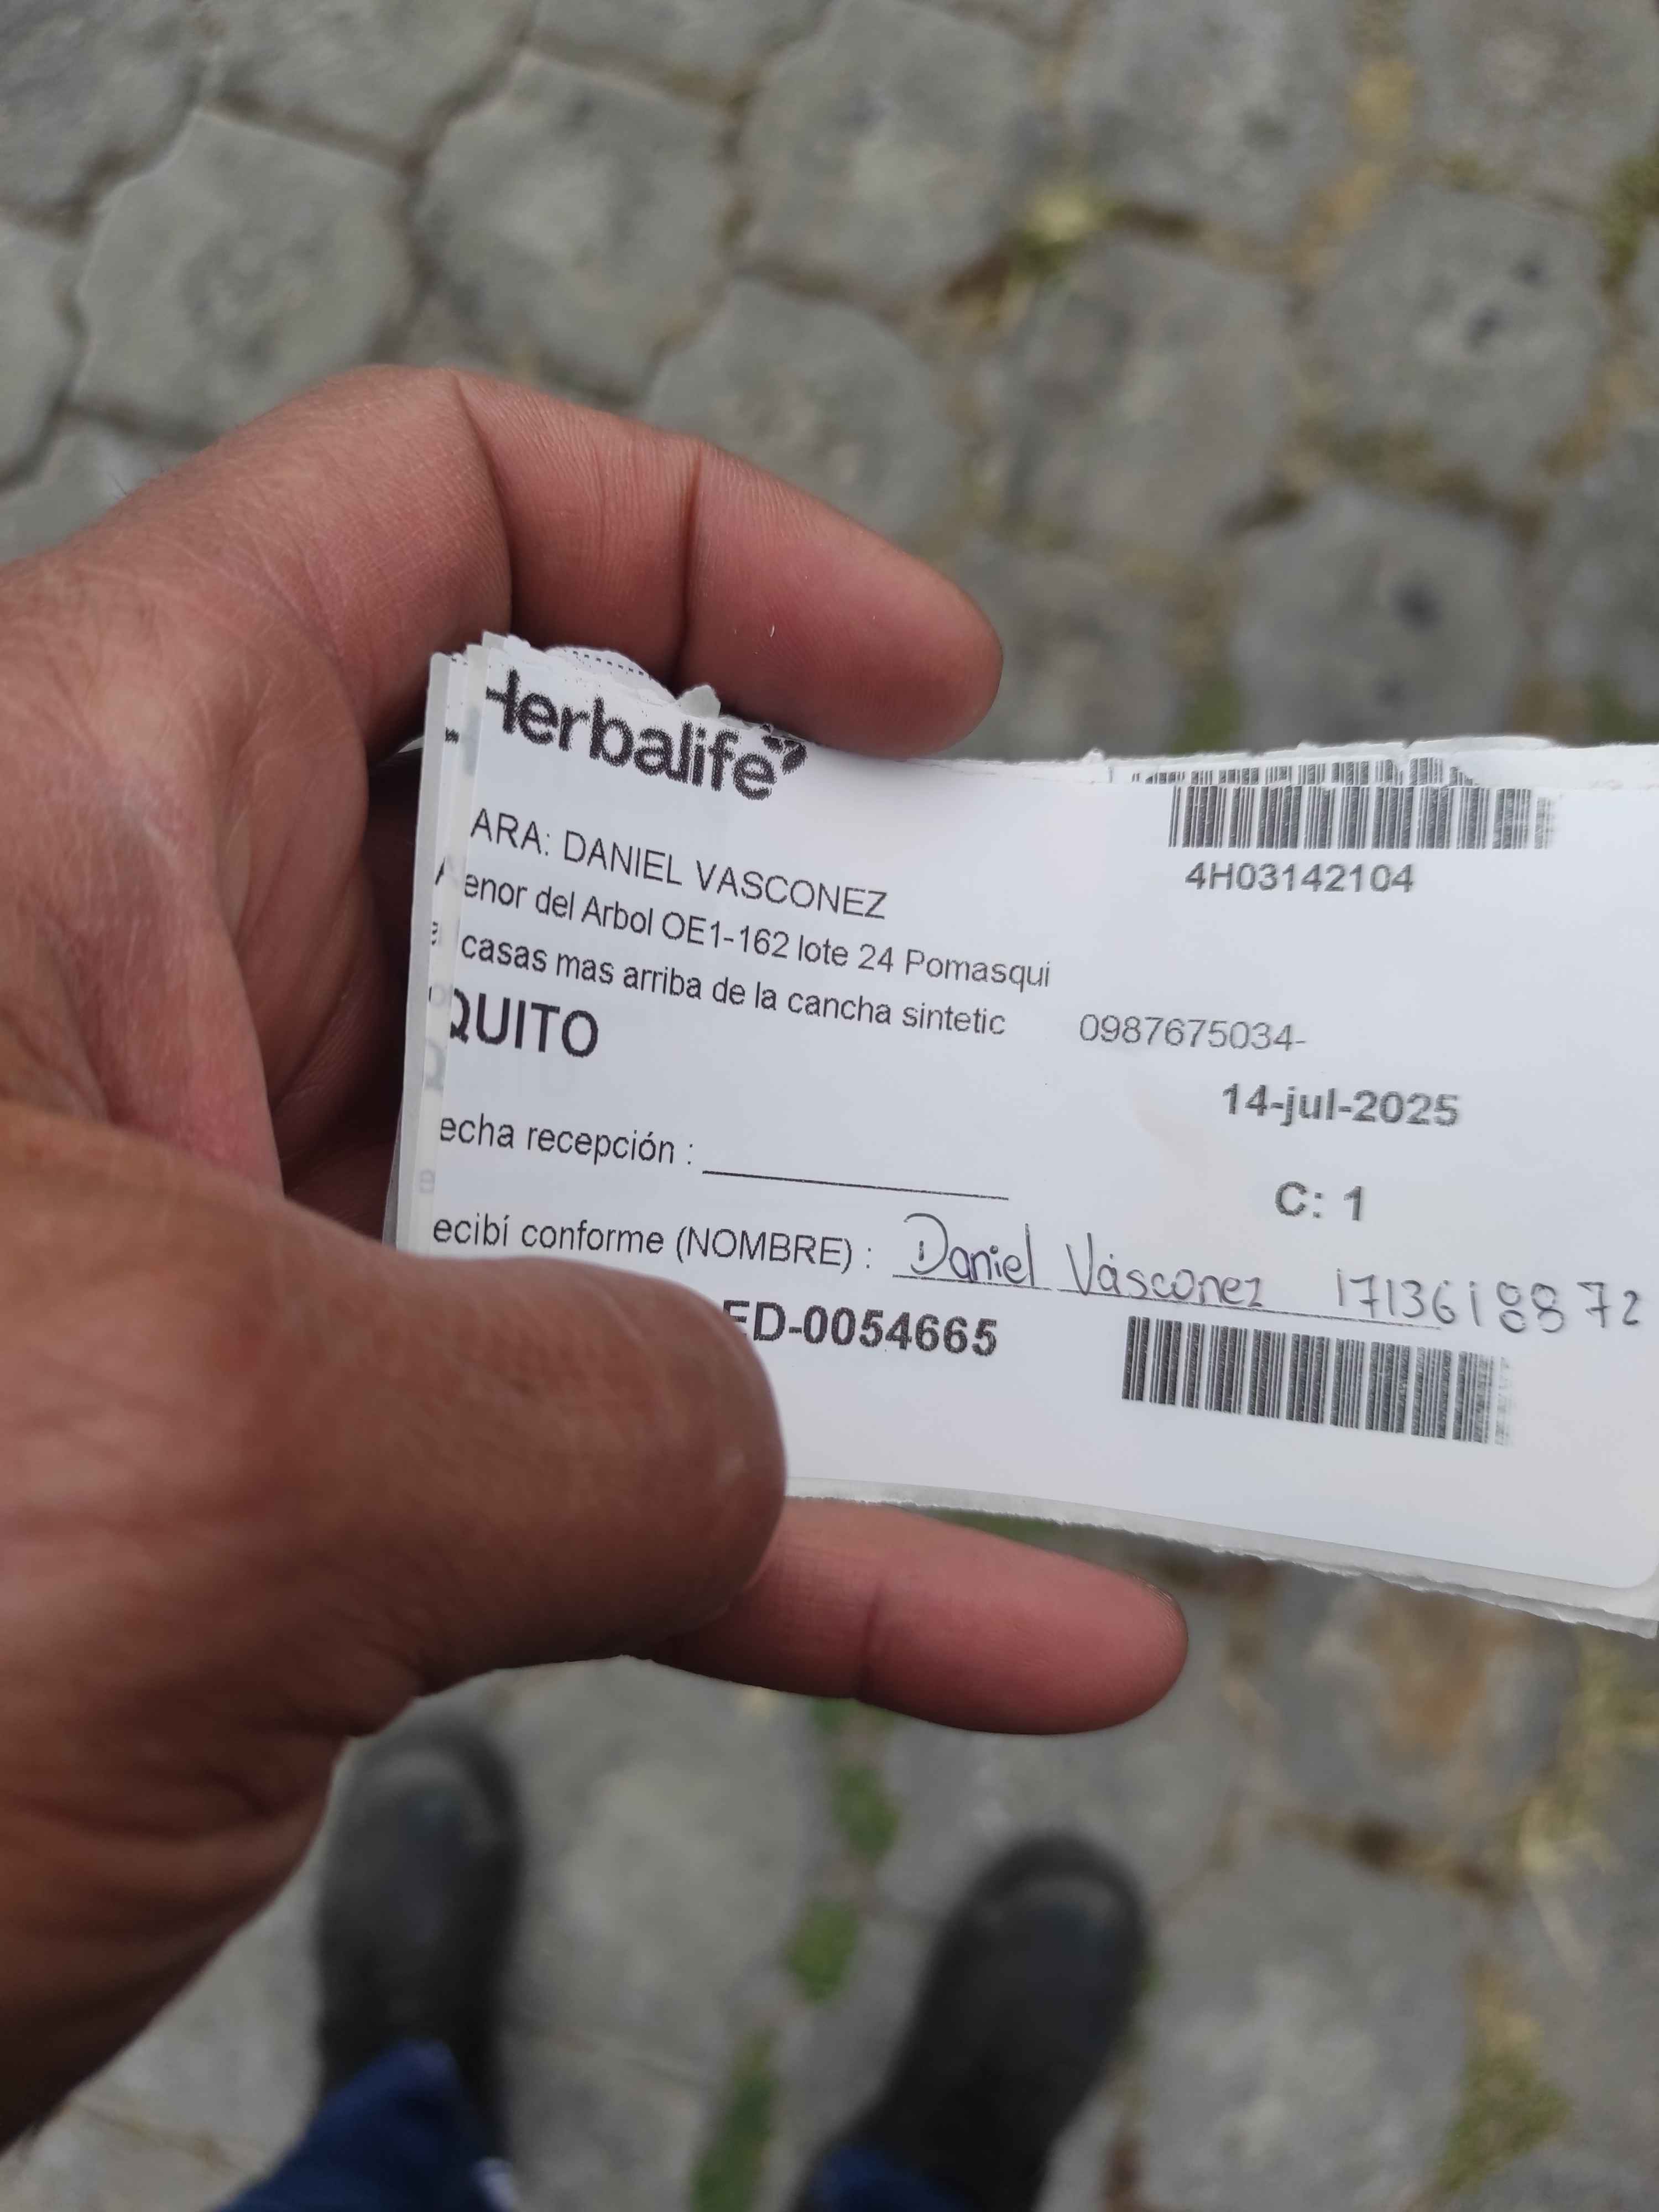 Herbalife
ARA: DANIEL VASCONEZ
4H03142104
enor del Arbol OE1-162 lote 24 Pomasqui
casas mas arriba de la cancha sintetic 0987675034-
QUITO
14-jul-2025
echa recepción :
C: 1
ecibí conforme (NOMBRE) : Daniel Vásconez 1713618872
ED-0054665